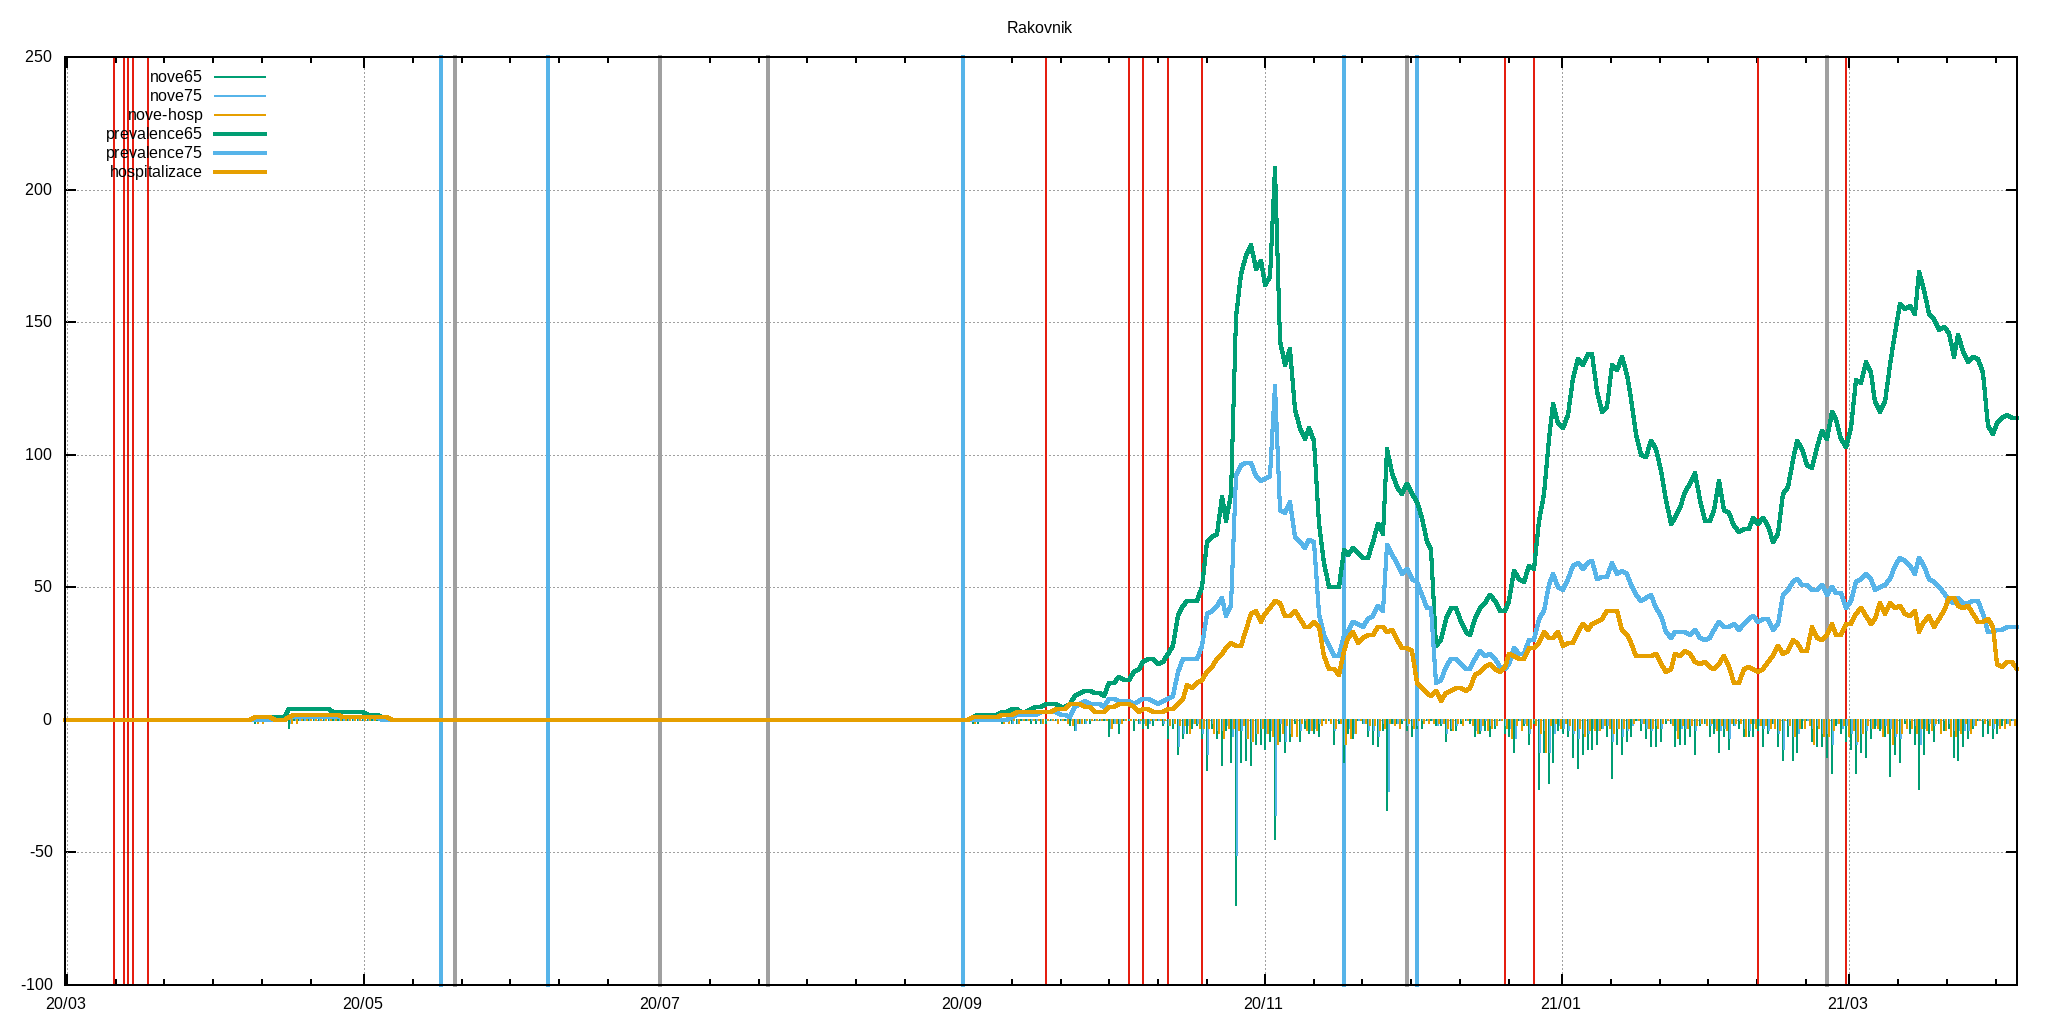 Rakovnik
250
200
150
100
50
0
-50
-100
nove65
nove75
nove-hosp
prevalence65
prevalence75
hospitalizace
20/03 20/05 20/07 20/09 20/11 21/01 21/03